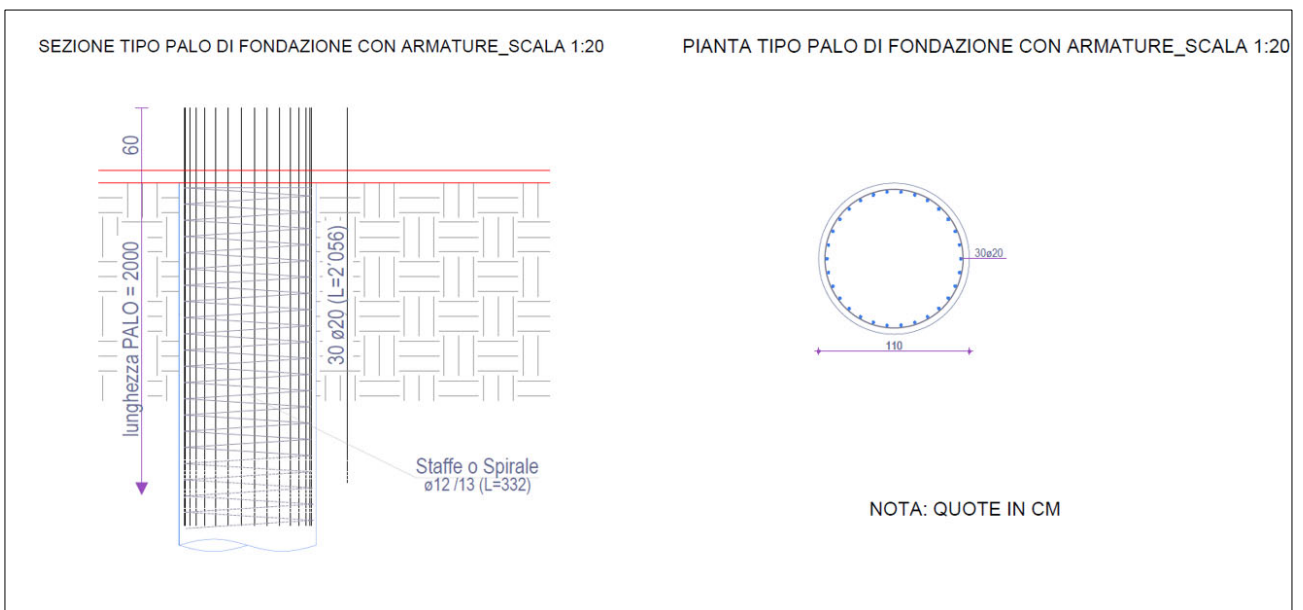 SEZIONE TIPO PALO DI FONDAZIONE CON ARMATURE_SCALA 1:20
PIANTA TIPO PALO DI FONDAZIONE CON ARMATURE_SCALA 1:20
60
lunghezza PALO = 2000
30 ø20 (L=2'056)
Staffe o Spirale
ø12 /13 (L=332)
30ø20
110
NOTA: QUOTE IN CM